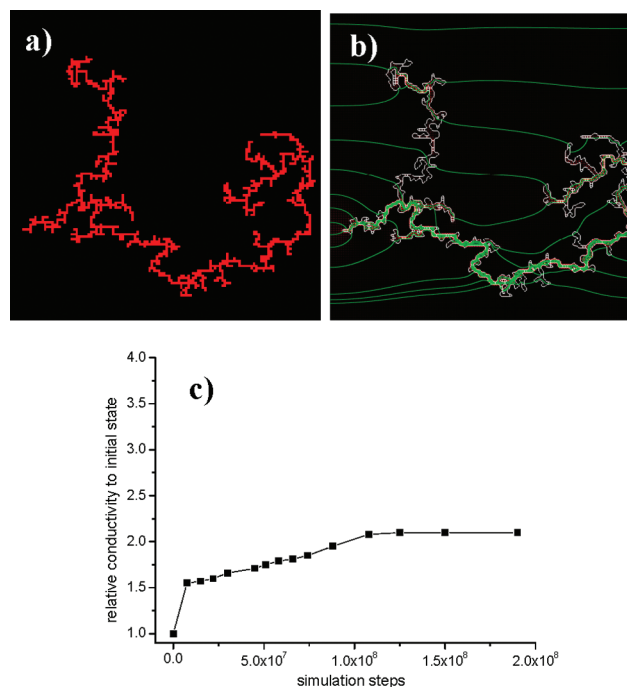 a)
b)
c)
relative conductivity to initial state
4.0
3.5
3.0
2.5
2.0
1.5
1.0
0.0
5.0x10⁷
1.0x10⁸
1.5x10⁸
2.0x10⁸
simulation steps